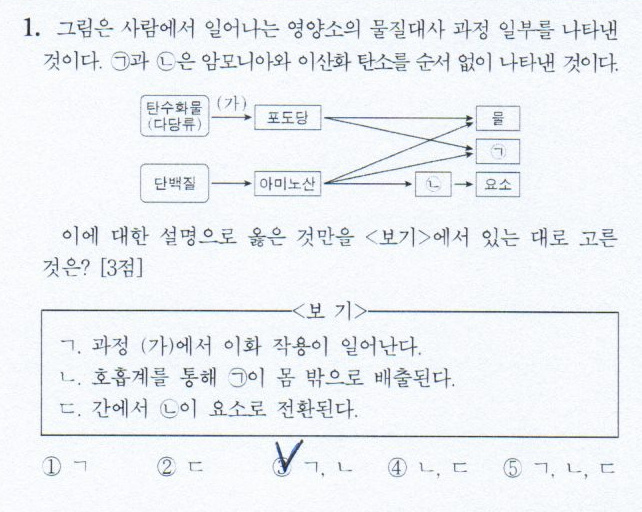 1. 그림은 사람에서 일어나는 영양소의 물질대사 과정 일부를 나타낸
것이다. ㉠과 ㉡은 암모니아와 이산화 탄소를 순서 없이 나타낸 것이다.
탄수화물
(다당류)
(가)
포도당
물
㉠
단백질
아미노산
㉡
요소
이에 대한 설명으로 옳은 것만을 <보기>에서 있는 대로 고른
것은? [3점]
<보 기>
ㄱ. 과정 (가)에서 이화 작용이 일어난다.
ㄴ. 호흡계를 통해 ㉠이 몸 밖으로 배출된다.
ㄷ. 간에서 ㉡이 요소로 전환된다.
① ㄱ ② ㄷ ③ ㄱ, ㄴ ④ ㄴ, ㄷ ⑤ ㄱ, ㄴ, ㄷ